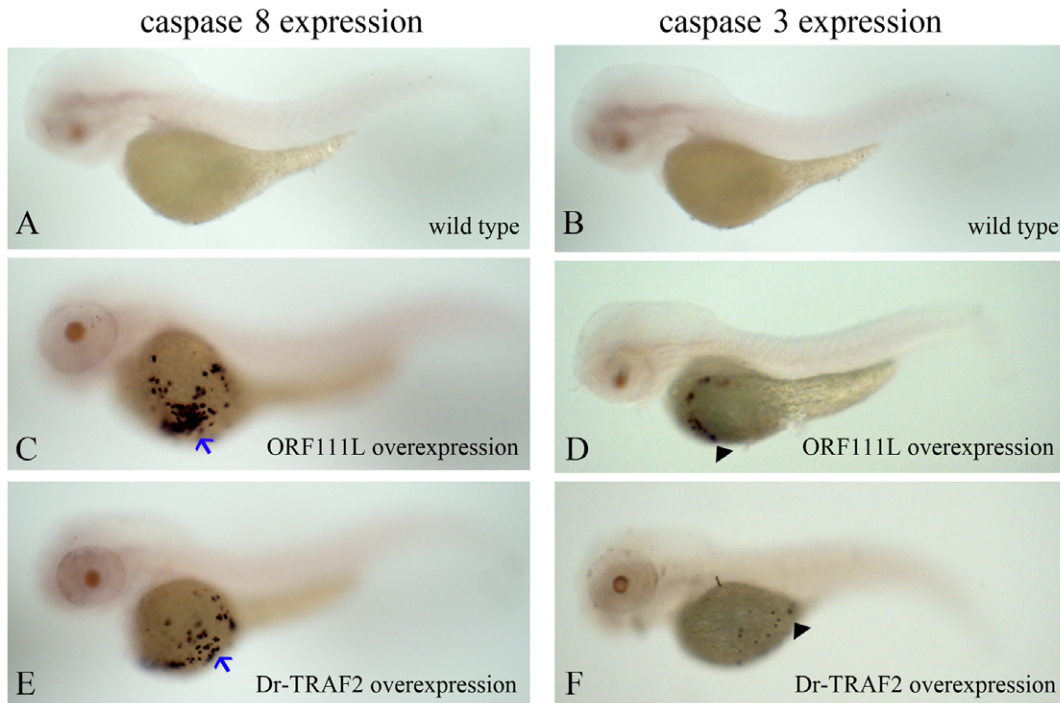 caspase 8 expression
caspase 3 expression
A
wild type
B
wild type
C
ORF111L overexpression
D
ORF111L overexpression
E
Dr-TRAF2 overexpression
F
Dr-TRAF2 overexpression